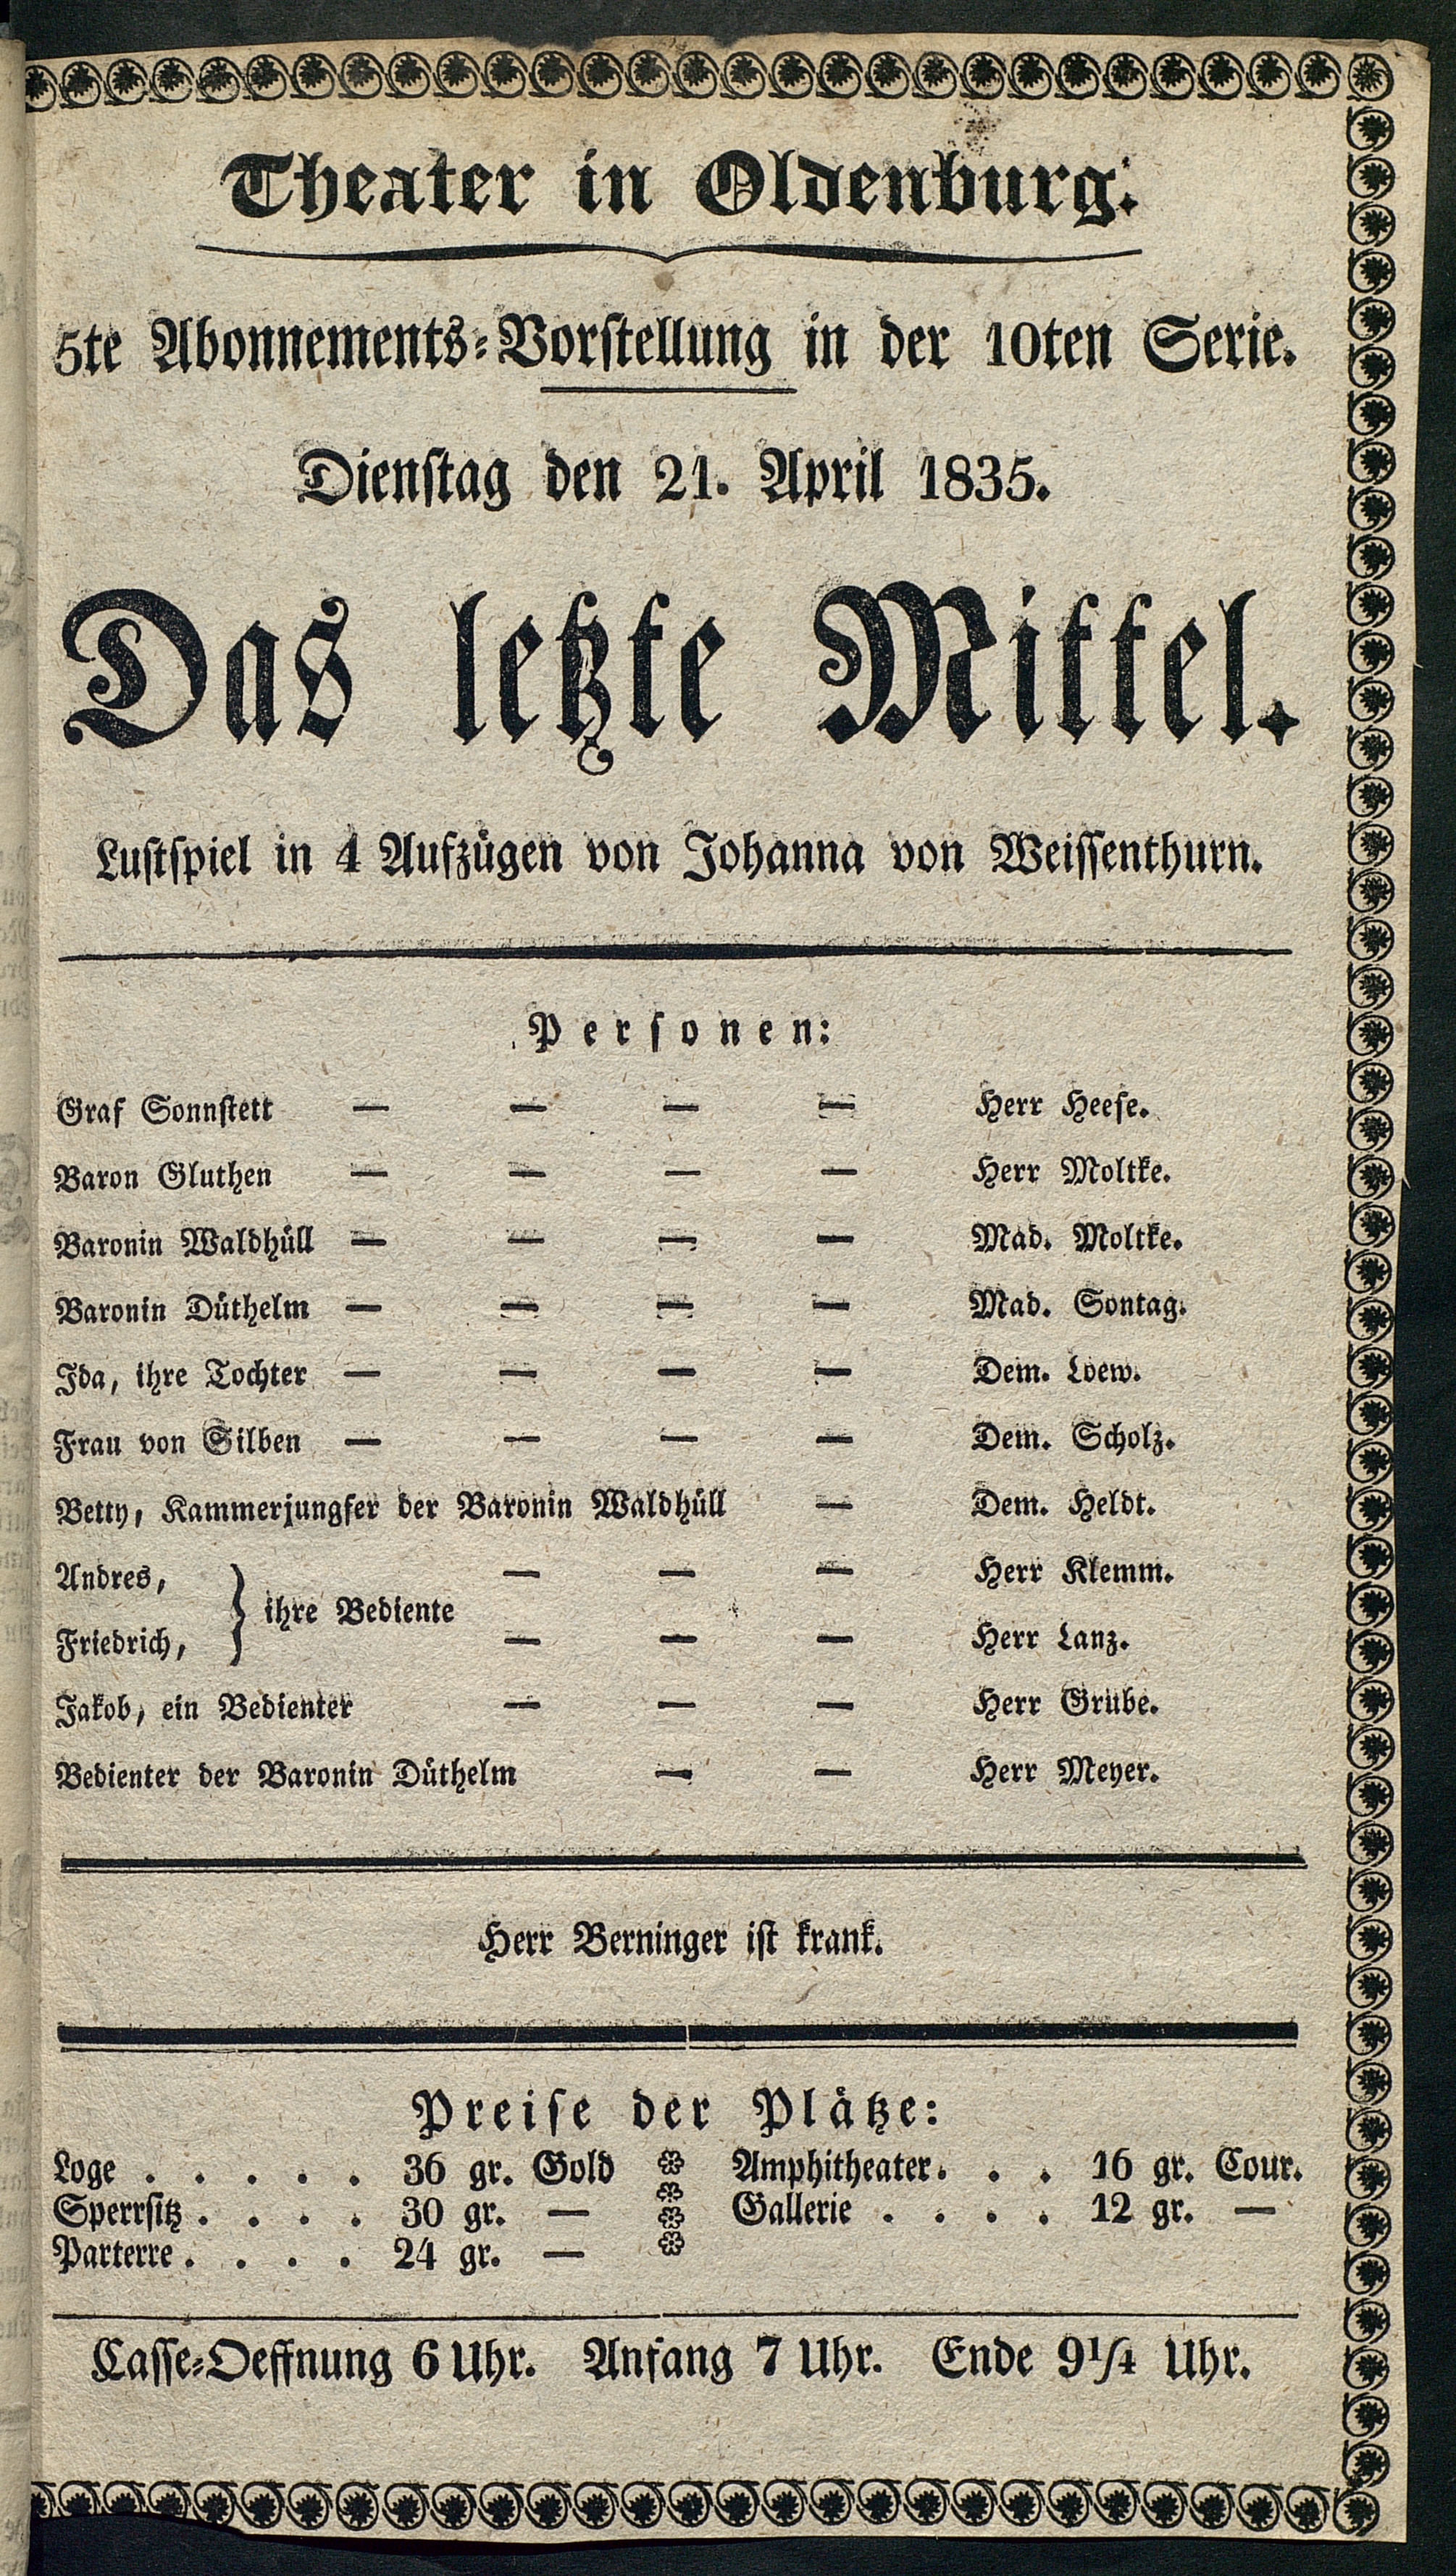 Theater in Oldenburg.
5te Abonnements-Vorstellung in der 10ten Serie.
Dienstag den 21. April 1835.
Das letzte Mittel.
Lustspiel in 4 Aufzügen von Johanna von Weissenthurn.
Personen:
Graf Sonnstett — — — — Herr Heese.
Baron Gluthen — — — — Herr Moltke.
Baronin Waldhüll — — — — Mad. Moltke.
Baronin Düthelm — — — — Mad. Sontag.
Ida, ihre Tochter — — — — Dem. Loew.
Frau von Silben — — — — Dem. Scholz.
Betty, Kammerjungfer der Baronin Waldhüll — Dem. Heldt.
Andres, — — — Herr Klemm.
} ihre Bediente
Friedrich, — — — Herr Lanz.
Jakob, ein Bedienter — — — Herr Grube.
Bedienter der Baronin Düthelm — — Herr Meyer.
Herr Berninger ist krank.
Preise der Plätze:
Loge . . . . . 36 gr. Gold Amphitheater. . . 16 gr. Cour.
Sperrsitz . . . . 30 gr. — Gallerie . . . . 12 gr. —
Parterre . . . . 24 gr. —
Casse-Oeffnung 6 Uhr. Anfang 7 Uhr. Ende 9 1/4 Uhr.